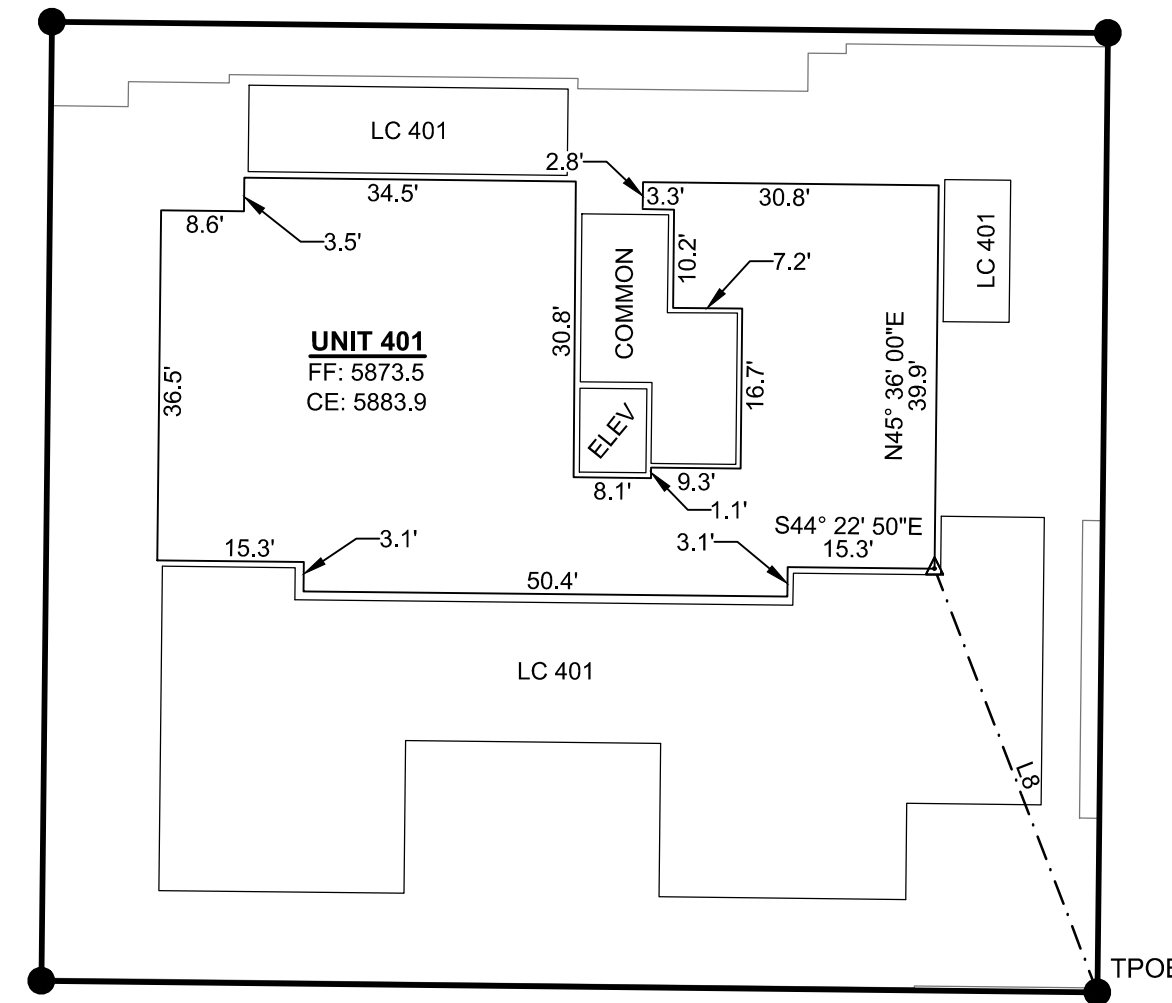 LC 401
2.8'
34.5'
3.3'
30.8'
8.6'
3.5'
LC 401
10.2'
7.2'
COMMON
UNIT 401
FF: 5873.5
CE: 5883.9
30.8'
36.5'
16.7'
N45° 36' 00"E
39.9'
ELEV
8.1'
9.3'
1.1'
S44° 22' 50"E
15.3'
15.3'
3.1'
3.1'
50.4'
LC 401
L8
TPOB